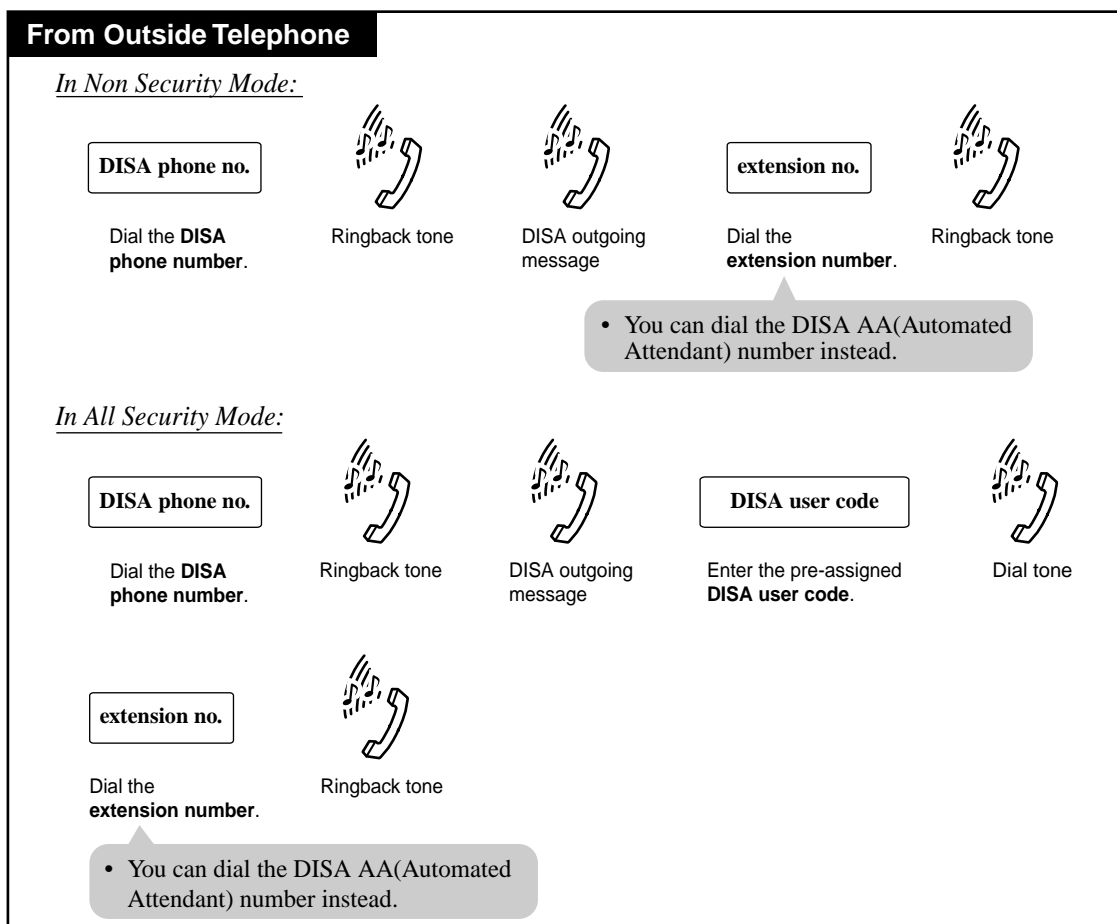 From Outside Telephone
In Non Security Mode:
DISA phone no.
extension no.
Dial the DISA
phone number.
Ringback tone
DISA outgoing
message
Dial the
extension number.
Ringback tone
• You can dial the DISA AA(Automated
Attendant) number instead.
In All Security Mode:
DISA phone no.
DISA user code
Dial the DISA
phone number.
Ringback tone
DISA outgoing
message
Enter the pre-assigned
DISA user code.
Dial tone
extension no.
Dial the
extension number.
Ringback tone
• You can dial the DISA AA(Automated
Attendant) number instead.